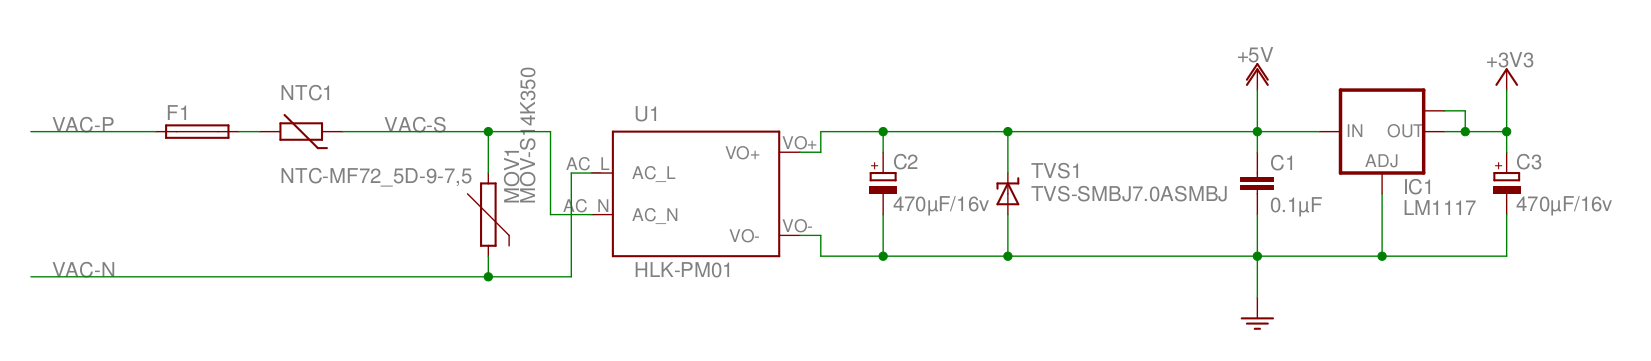 VAC-P
F1
NTC1
NTC-MF72_5D-9-7,5
VAC-S
MOV1
MOV-S14K350
VAC-N
U1
AC_L
AC_L
AC_N
AC_N
VO+
VO+
VO-
VO-
HLK-PM01
C2
470µF/16v
TVS1
TVS-SMBJ7.0ASMBJ
+5V
C1
0.1µF
IN
OUT
ADJ
IC1
LM1117
+3V3
C3
470µF/16v